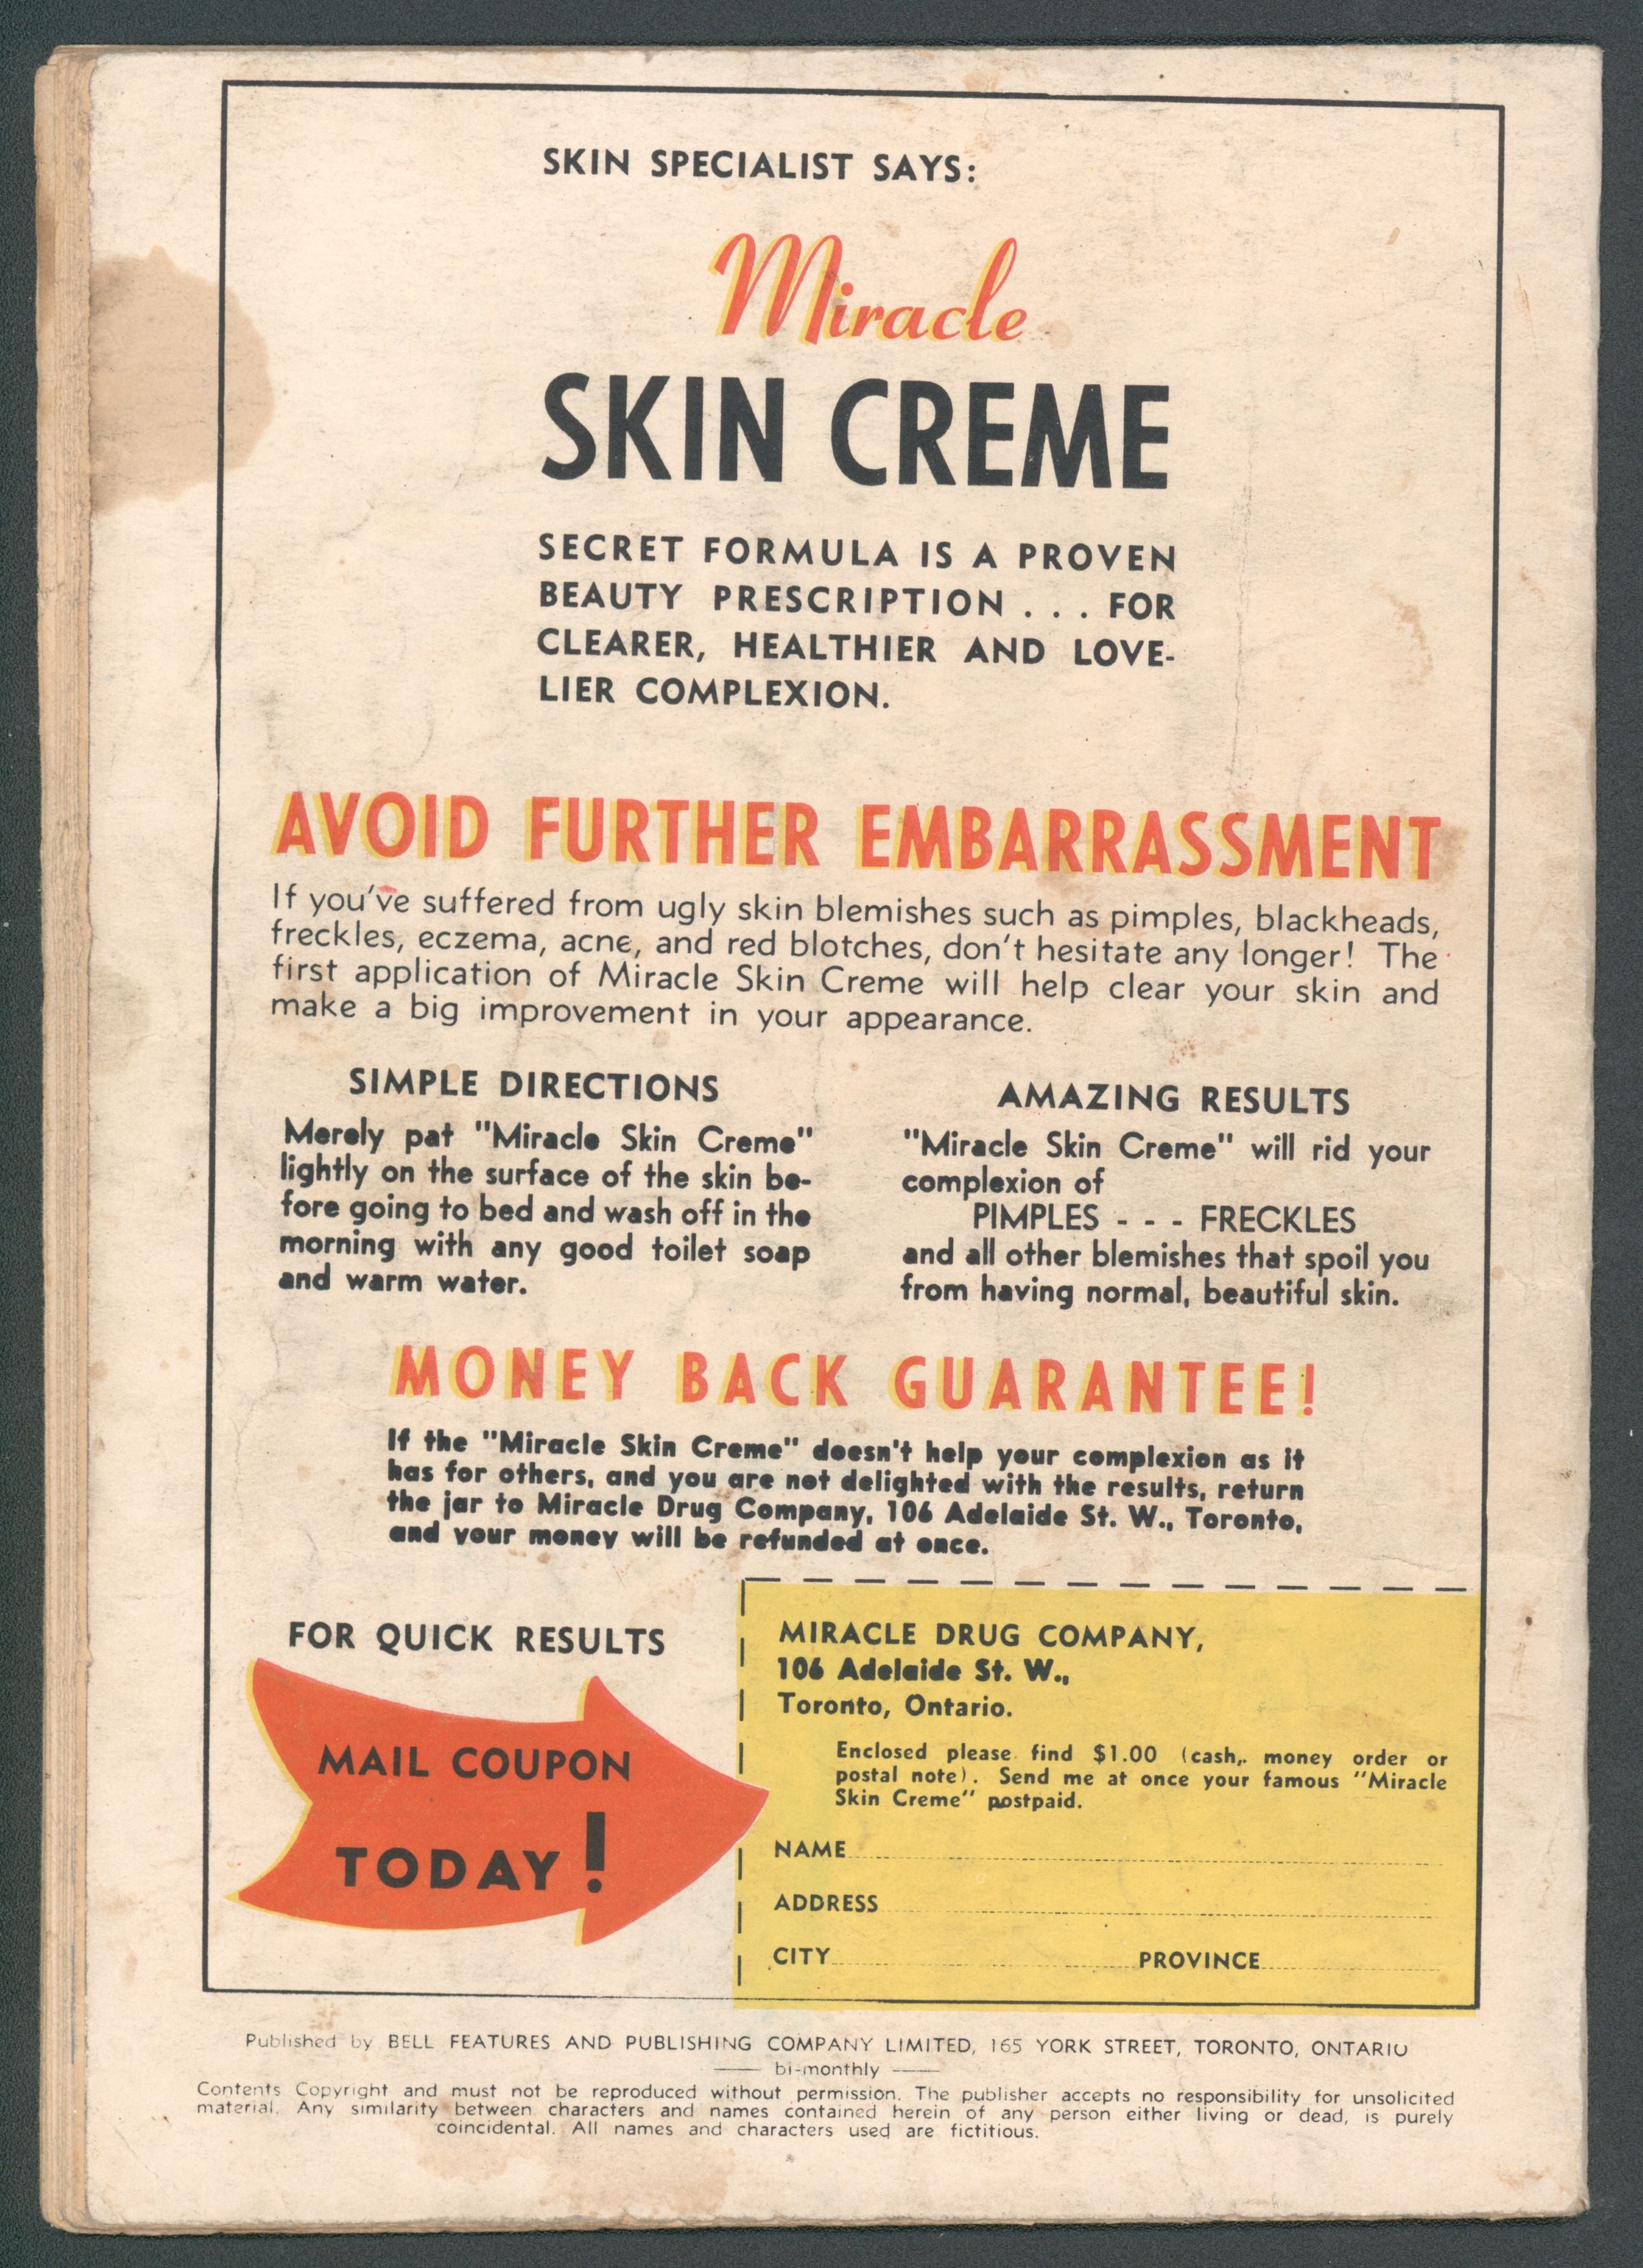 SKIN SPECIALIST SAYS:
Miracle
SKIN CREME
SECRET FORMULA IS A PROVEN
BEAUTY PRESCRIPTION . . . FOR
CLEARER, HEALTHIER AND LOVE-
LIER COMPLEXION.
AVOID FURTHER EMBARRASSMENT
If you've suffered from ugly skin blemishes such as pimples, blackheads,
freckles, eczema, acne, and red blotches, don't hesitate any longer! The
first application of Miracle Skin Creme will help clear your skin and
make a big improvement in your appearance.
SIMPLE DIRECTIONS
Merely pat "Miracle Skin Creme"
lightly on the surface of the skin be-
fore going to bed and wash off in the
morning with any good toilet soap
and warm water.
AMAZING RESULTS
"Miracle Skin Creme" will rid your
complexion of
PIMPLES - - - FRECKLES
and all other blemishes that spoil you
from having normal, beautiful skin.
MONEY BACK GUARANTEE!
If the "Miracle Skin Creme" doesn't help your complexion as it
has for others, and you are not delighted with the results, return
the jar to Miracle Drug Company, 106 Adelaide St. W., Toronto,
and your money will be refunded at once.
FOR QUICK RESULTS
MAIL COUPON
TODAY!
MIRACLE DRUG COMPANY,
106 Adelaide St. W.,
Toronto, Ontario.
Enclosed please find $1.00 (cash,. money order or
postal note). Send me at once your famous "Miracle
Skin Creme" postpaid.
NAME
ADDRESS
CITY PROVINCE
Published by BELL FEATURES AND PUBLISHING COMPANY LIMITED, 165 YORK STREET, TORONTO, ONTARIO
bi-monthly
Contents Copyright and must not be reproduced without permission. The publisher accepts no responsibility for unsolicited
material. Any similarity between characters and names contained herein of any person either living or dead, is purely
coincidental. All names and characters used are fictitious.